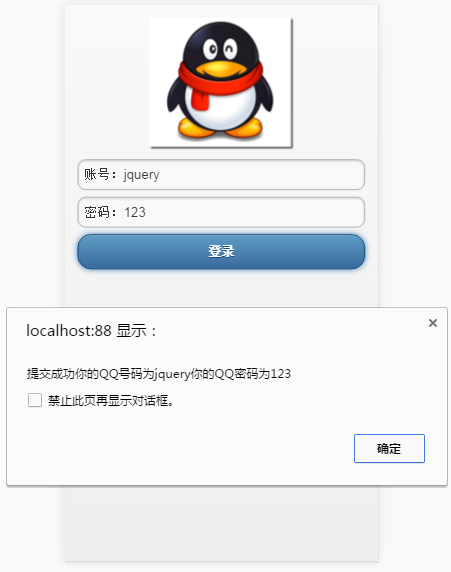 账号：jquery
密码：123
登录
localhost:88 显示：
提交成功你的QQ号码为jquery你的QQ密码为123
禁止此页再显示对话框。
确定